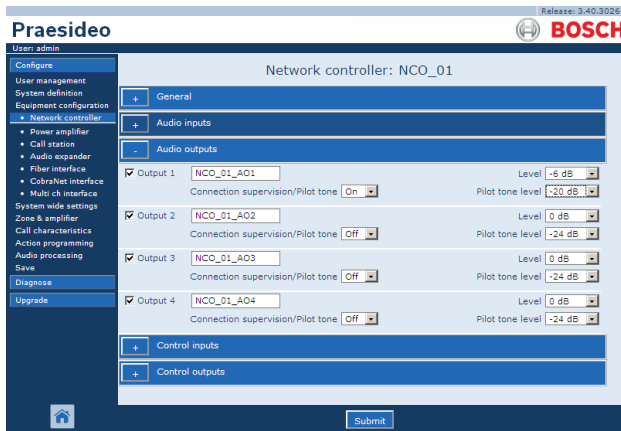 Release: 3.40.3026
Praesideo
BOSCH
User: admin
Configure
User management
System definition
Equipment configuration
• Network controller
• Power amplifier
• Call station
• Audio expander
• Fiber interface
• CobraNet interface
• Multi ch interface
System wide settings
Zone & amplifier
Call characteristics
Action programming
Audio processing
Save
Diagnose
Upgrade
Network controller: NCO_01
+ General
+ Audio inputs
- Audio outputs
Output 1 NCO_01_AO1 Level -6 dB
Connection supervision/Pilot tone On Pilot tone level -20 dB
Output 2 NCO_01_AO2 Level 0 dB
Connection supervision/Pilot tone Off Pilot tone level -24 dB
Output 3 NCO_01_AO3 Level 0 dB
Connection supervision/Pilot tone Off Pilot tone level -24 dB
Output 4 NCO_01_AO4 Level 0 dB
Connection supervision/Pilot tone Off Pilot tone level -24 dB
+ Control inputs
+ Control outputs
Submit